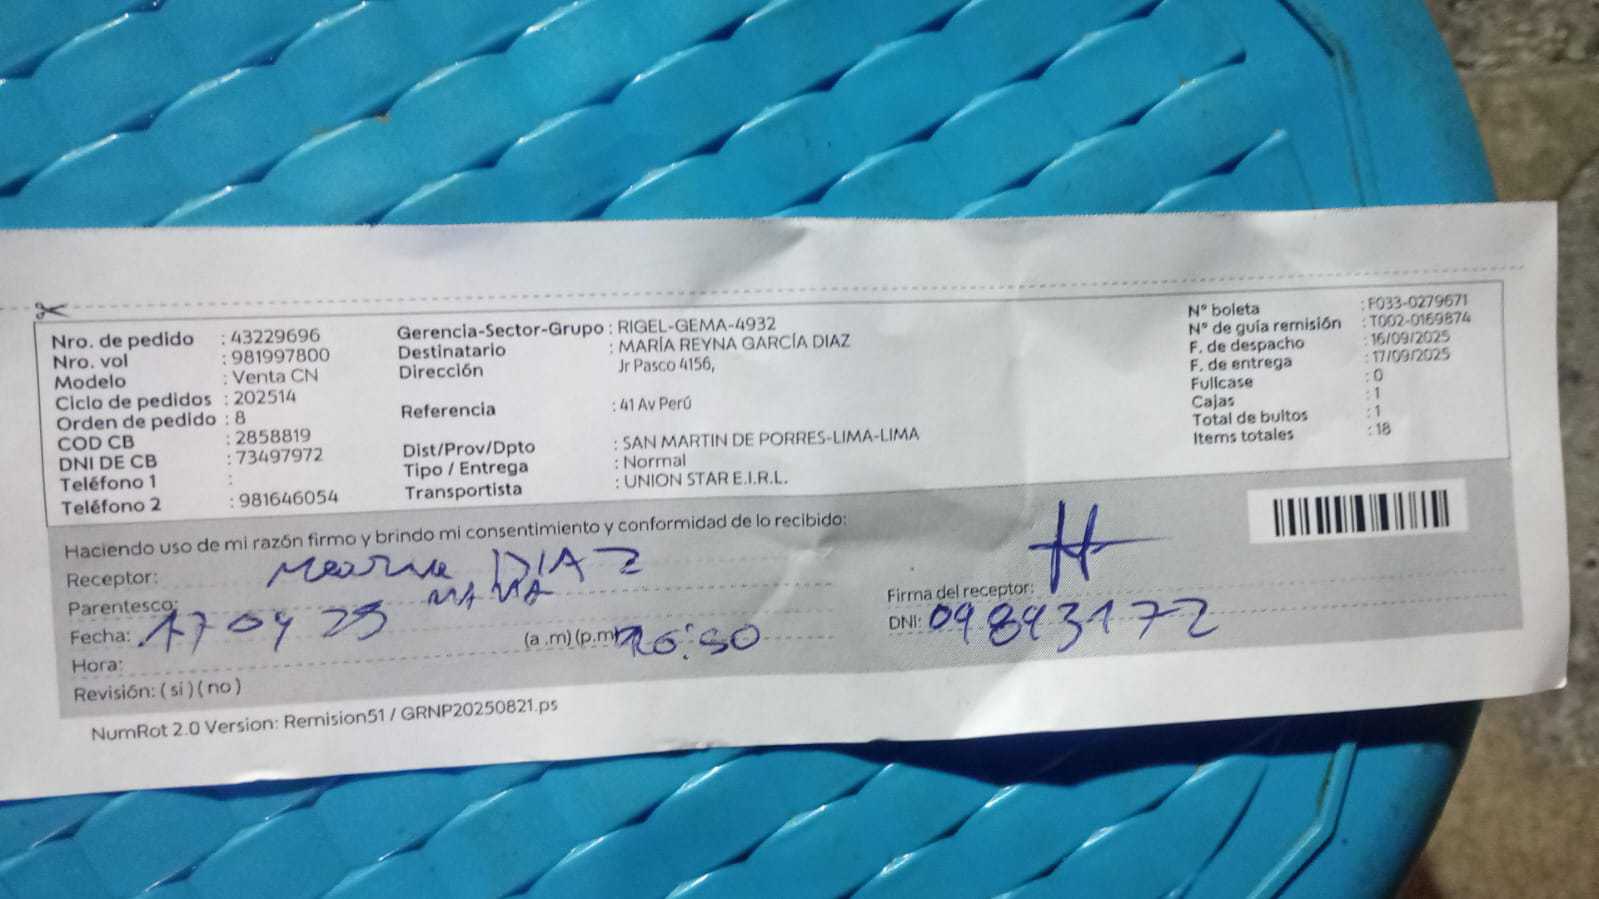 Nro. de pedido : 43229696
Nro. vol : 981997800
Modelo : Venta CN
Ciclo de pedidos : 202514
Orden de pedido : 8
COD CB : 2858819
DNI DE CB : 73497972
Teléfono 1 :
Teléfono 2 : 981646054
Gerencia-Sector-Grupo : RIGEL-GEMA-4932
Destinatario : MARÍA REYNA GARCÍA DIAZ
Dirección Jr Pasco 4156,
Referencia : 41 Av Perú
Dist/Prov/Dpto : SAN MARTIN DE PORRES-LIMA-LIMA
Tipo / Entrega : Normal
Transportista : UNION STAR E.I.R.L.
N° boleta : F033-0279671
N° de guía remisión : T002-0169874
F. de despacho : 16/09/2025
F. de entrega : 17/09/2025
Fullcase : 0
Cajas : 1
Total de bultos : 1
Items totales : 18
Haciendo uso de mi razón firmo y brindo mi consentimiento y conformidad de lo recibido:
Receptor: DIAZ
Parentesco: MAMA
Fecha: 17 09 25
Hora: (a .m) (p.m)
Revisión: ( si ) ( no )
Firma del receptor:
DNI: 09893172
NumRot 2.0 Version: Remision51 / GRNP20250821.ps